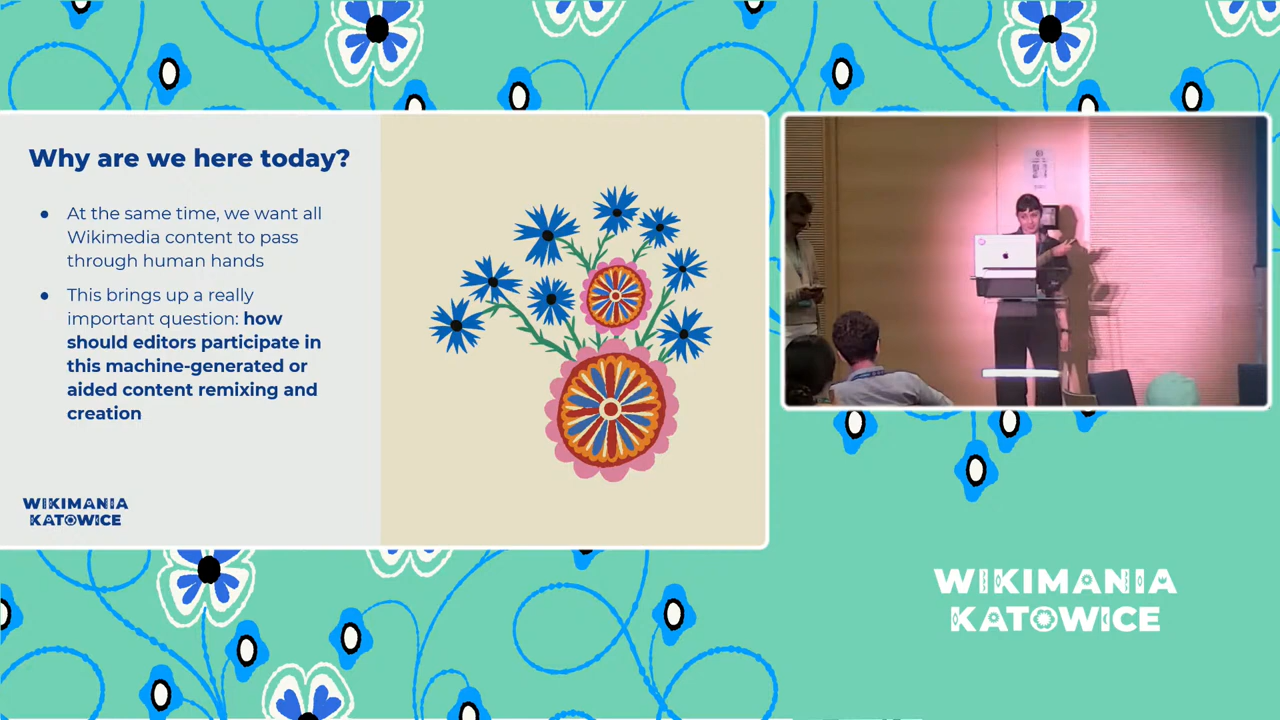 Why are we here today?
● At the same time, we want all
Wikimedia content to pass
through human hands
● This brings up a really
important question: how
should editors participate in
this machine-generated or
aided content remixing and
creation
WIKIMANIA
KATOWICE
WIKIMANIA
KATOWICE